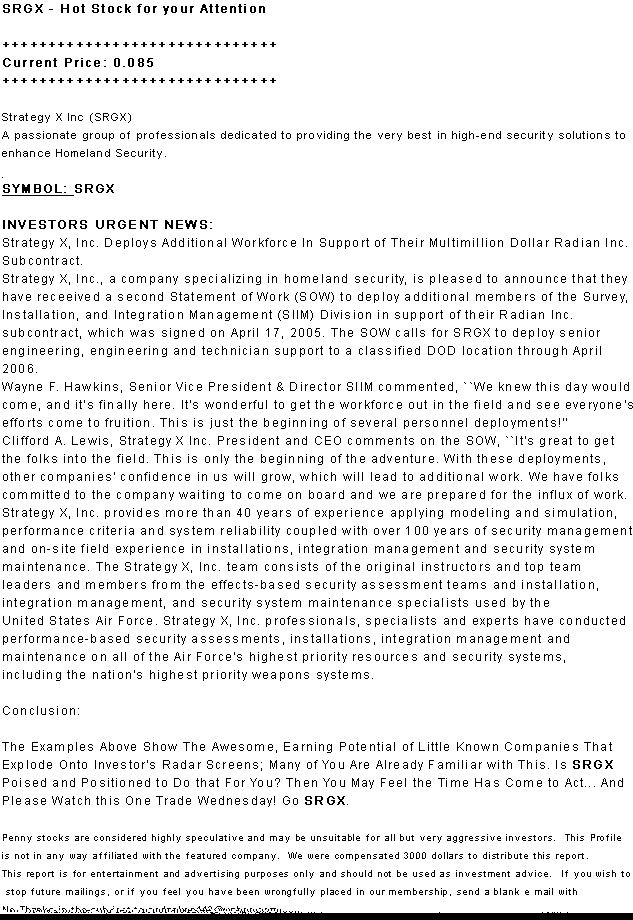 SRGX - Hot Stock for your Attention
++++++++++++++++++++++++++++++
Current Price: 0.085
++++++++++++++++++++++++++++++
Strategy X Inc (SRGX)
A passionate group of professionals dedicated to providing the very best in high-end security solutions to
enhance Homeland Security.
.
SYMBOL: SRGX
INVESTORS URGENT NEWS:
Strategy X, Inc. Deploys Additional Workforce In Support of Their Multimillion Dollar Radian Inc.
Subcontract.
Strategy X, Inc., a company specializing in homeland security, is pleased to announce that they
have receeived a second Statement of Work (SOW) to deploy additional members of the Survey,
Installation, and Integration Management (SIIM) Division in support of their Radian Inc.
subcontract, which was signed on April 17, 2005. The SOW calls for SRGX to deploy senior
engineering, engineering and technician support to a classified DOD location through April
2006.
Wayne F. Hawkins, Senior Vice President & Director SIIM commented, ``We knew this day would
come, and it's finally here. It's wonderful to get the workforce out in the field and see everyone's
efforts come to fruition. This is just the beginning of several personnel deployments!''
Clifford A. Lewis, Strategy X Inc. President and CEO comments on the SOW, ``It's great to get
the folks into the field. This is only the beginning of the adventure. With these deployments,
other companies' confidence in us will grow, which will lead to additional work. We have folks
committed to the company waiting to come on board and we are prepared for the influx of work.
Strategy X, Inc. provides more than 40 years of experience applying modeling and simulation,
performance criteria and system reliability coupled with over 100 years of security management
and on-site field experience in installations, integration management and security system
maintenance. The Strategy X, Inc. team consists of the original instructors and top team
leaders and members from the effects-based security assessment teams and installation,
integration management, and security system maintenance specialists used by the
United States Air Force. Strategy X, Inc. professionals, specialists and experts have conducted
performance-based security assessments, installations, integration management and
maintenance on all of the Air Force's highest priority resources and security systems,
including the nation's highest priority weapons systems.
Conclusion:
The Examples Above Show The Awesome, Earning Potential of Little Known Companies That
Explode Onto Investor's Radar Screens; Many of You Are Already Familiar with This. Is SRGX
Poised and Positioned to Do that For You? Then You May Feel the Time Has Come to Act... And
Please Watch this One Trade Wednesday! Go SRGX.
Penny stocks are considered highly speculative and may be unsuitable for all but very aggressive investors. This Profile
is not in any way affiliated with the featured company. We were compensated 3000 dollars to distribute this report.
This report is for entertainment and advertising purposes only and should not be used as investment advice. If you wish to
stop future mailings, or if you feel you have been wrongfully placed in our membership, send a blank e mail with
No Thanks in the subject to